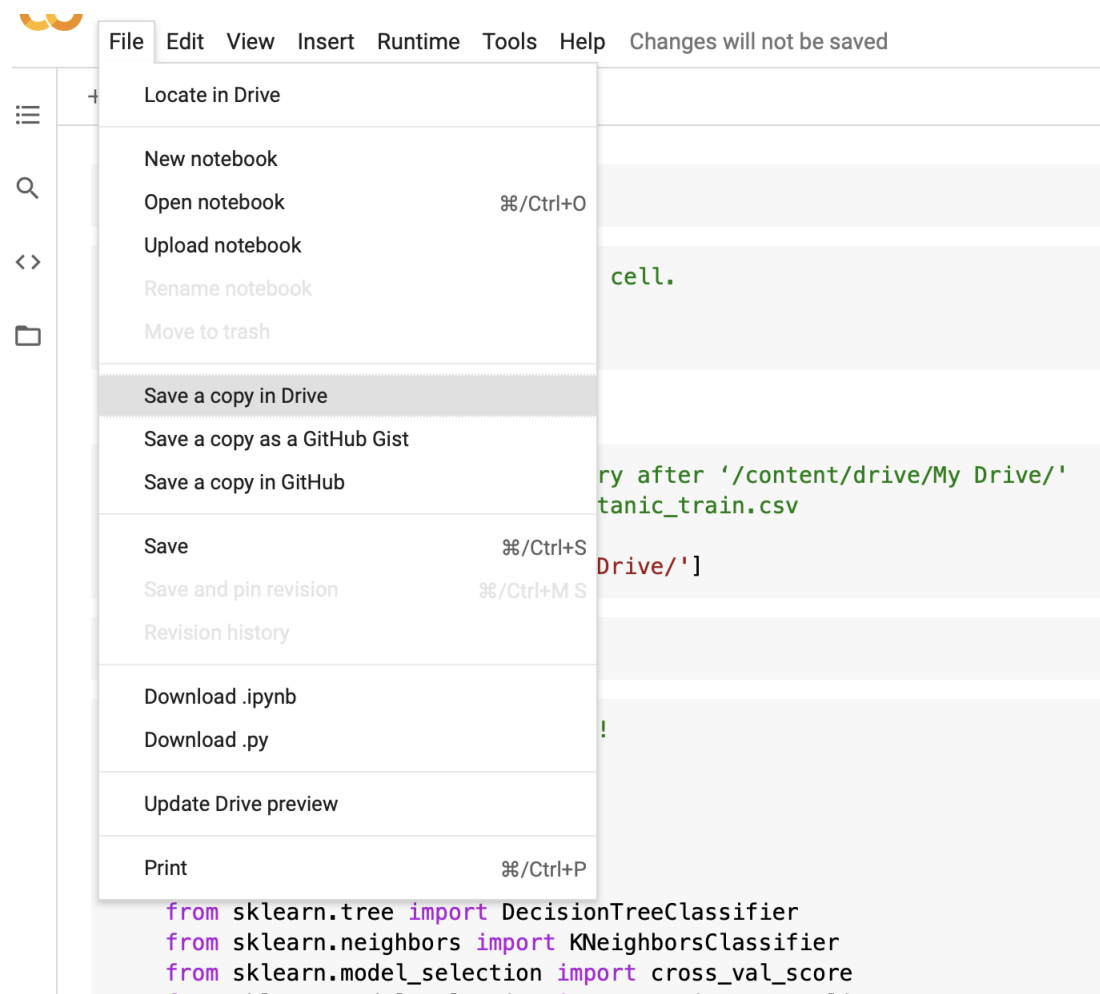 File Edit View Insert Runtime Tools Help Changes will not be saved
+
Locate in Drive
New notebook
Open notebook ⌘/Ctrl+O
Upload notebook
Rename notebook
cell.
Move to trash
Save a copy in Drive
Save a copy as a GitHub Gist
Save a copy in GitHub
ry after ‘/content/drive/My Drive/'
tanic_train.csv
Save ⌘/Ctrl+S
Drive/']
Save and pin revision ⌘/Ctrl+M S
Revision history
Download .ipynb
!
Download .py
Update Drive preview
Print ⌘/Ctrl+P
from sklearn.tree import DecisionTreeClassifier
from sklearn.neighbors import KNeighborsClassifier
from sklearn.model_selection import cross_val_score